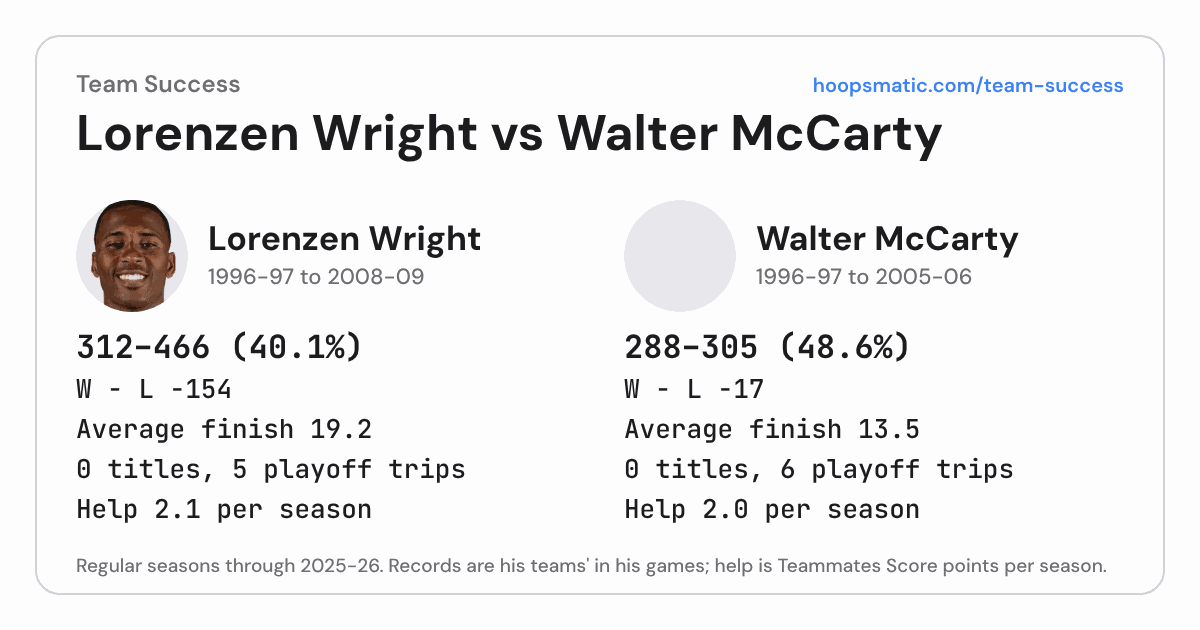 Team Success
hoopsmatic.com/team-success
Lorenzen Wright vs Walter McCarty
Lorenzen Wright
1996-97 to 2008-09
312-466 (40.1%)
W - L -154
Average finish 19.2
0 titles, 5 playoff trips
Help 2.1 per season
Walter McCarty
1996-97 to 2005-06
288-305 (48.6%)
W - L -17
Average finish 13.5
0 titles, 6 playoff trips
Help 2.0 per season
Regular seasons through 2025-26. Records are his teams' in his games; help is Teammates Score points per season.